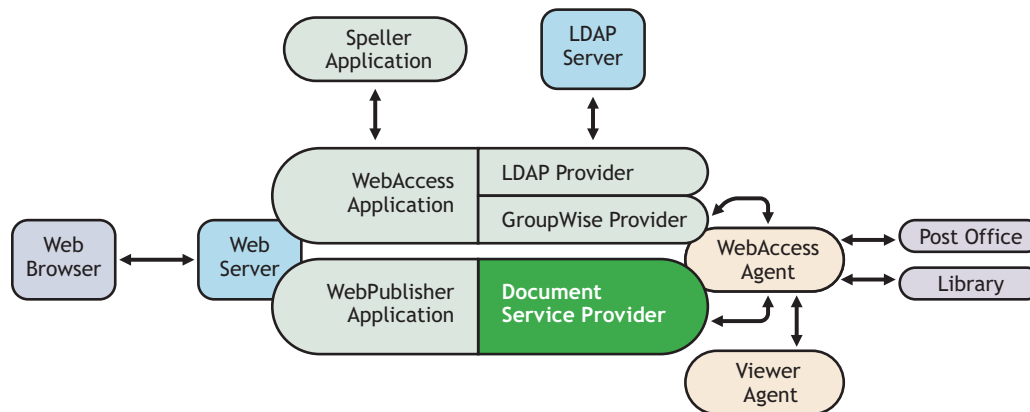 Speller
Application
LDAP
Server
WebAccess
Application
LDAP Provider
GroupWise Provider
Web
Browser
Web
Server
WebAccess
Agent
Post Office
Library
WebPublisher
Application
Document
Service Provider
Viewer
Agent